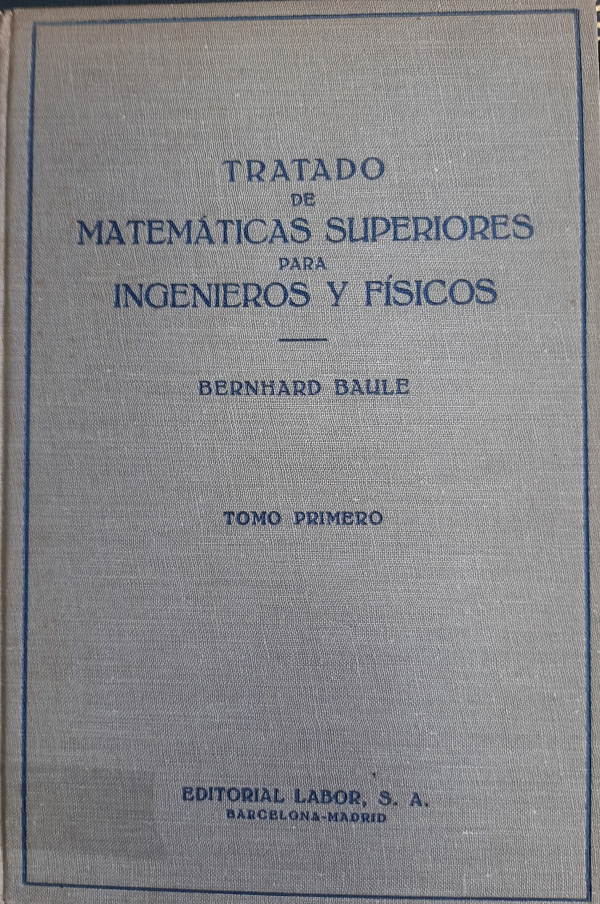 TRATADO
DE
MATEMÁTICAS SUPERIORES
PARA
INGENIEROS Y FÍSICOS
BERNHARD BAULE
TOMO PRIMERO
EDITORIAL LABOR, S. A.
BARCELONA-MADRID